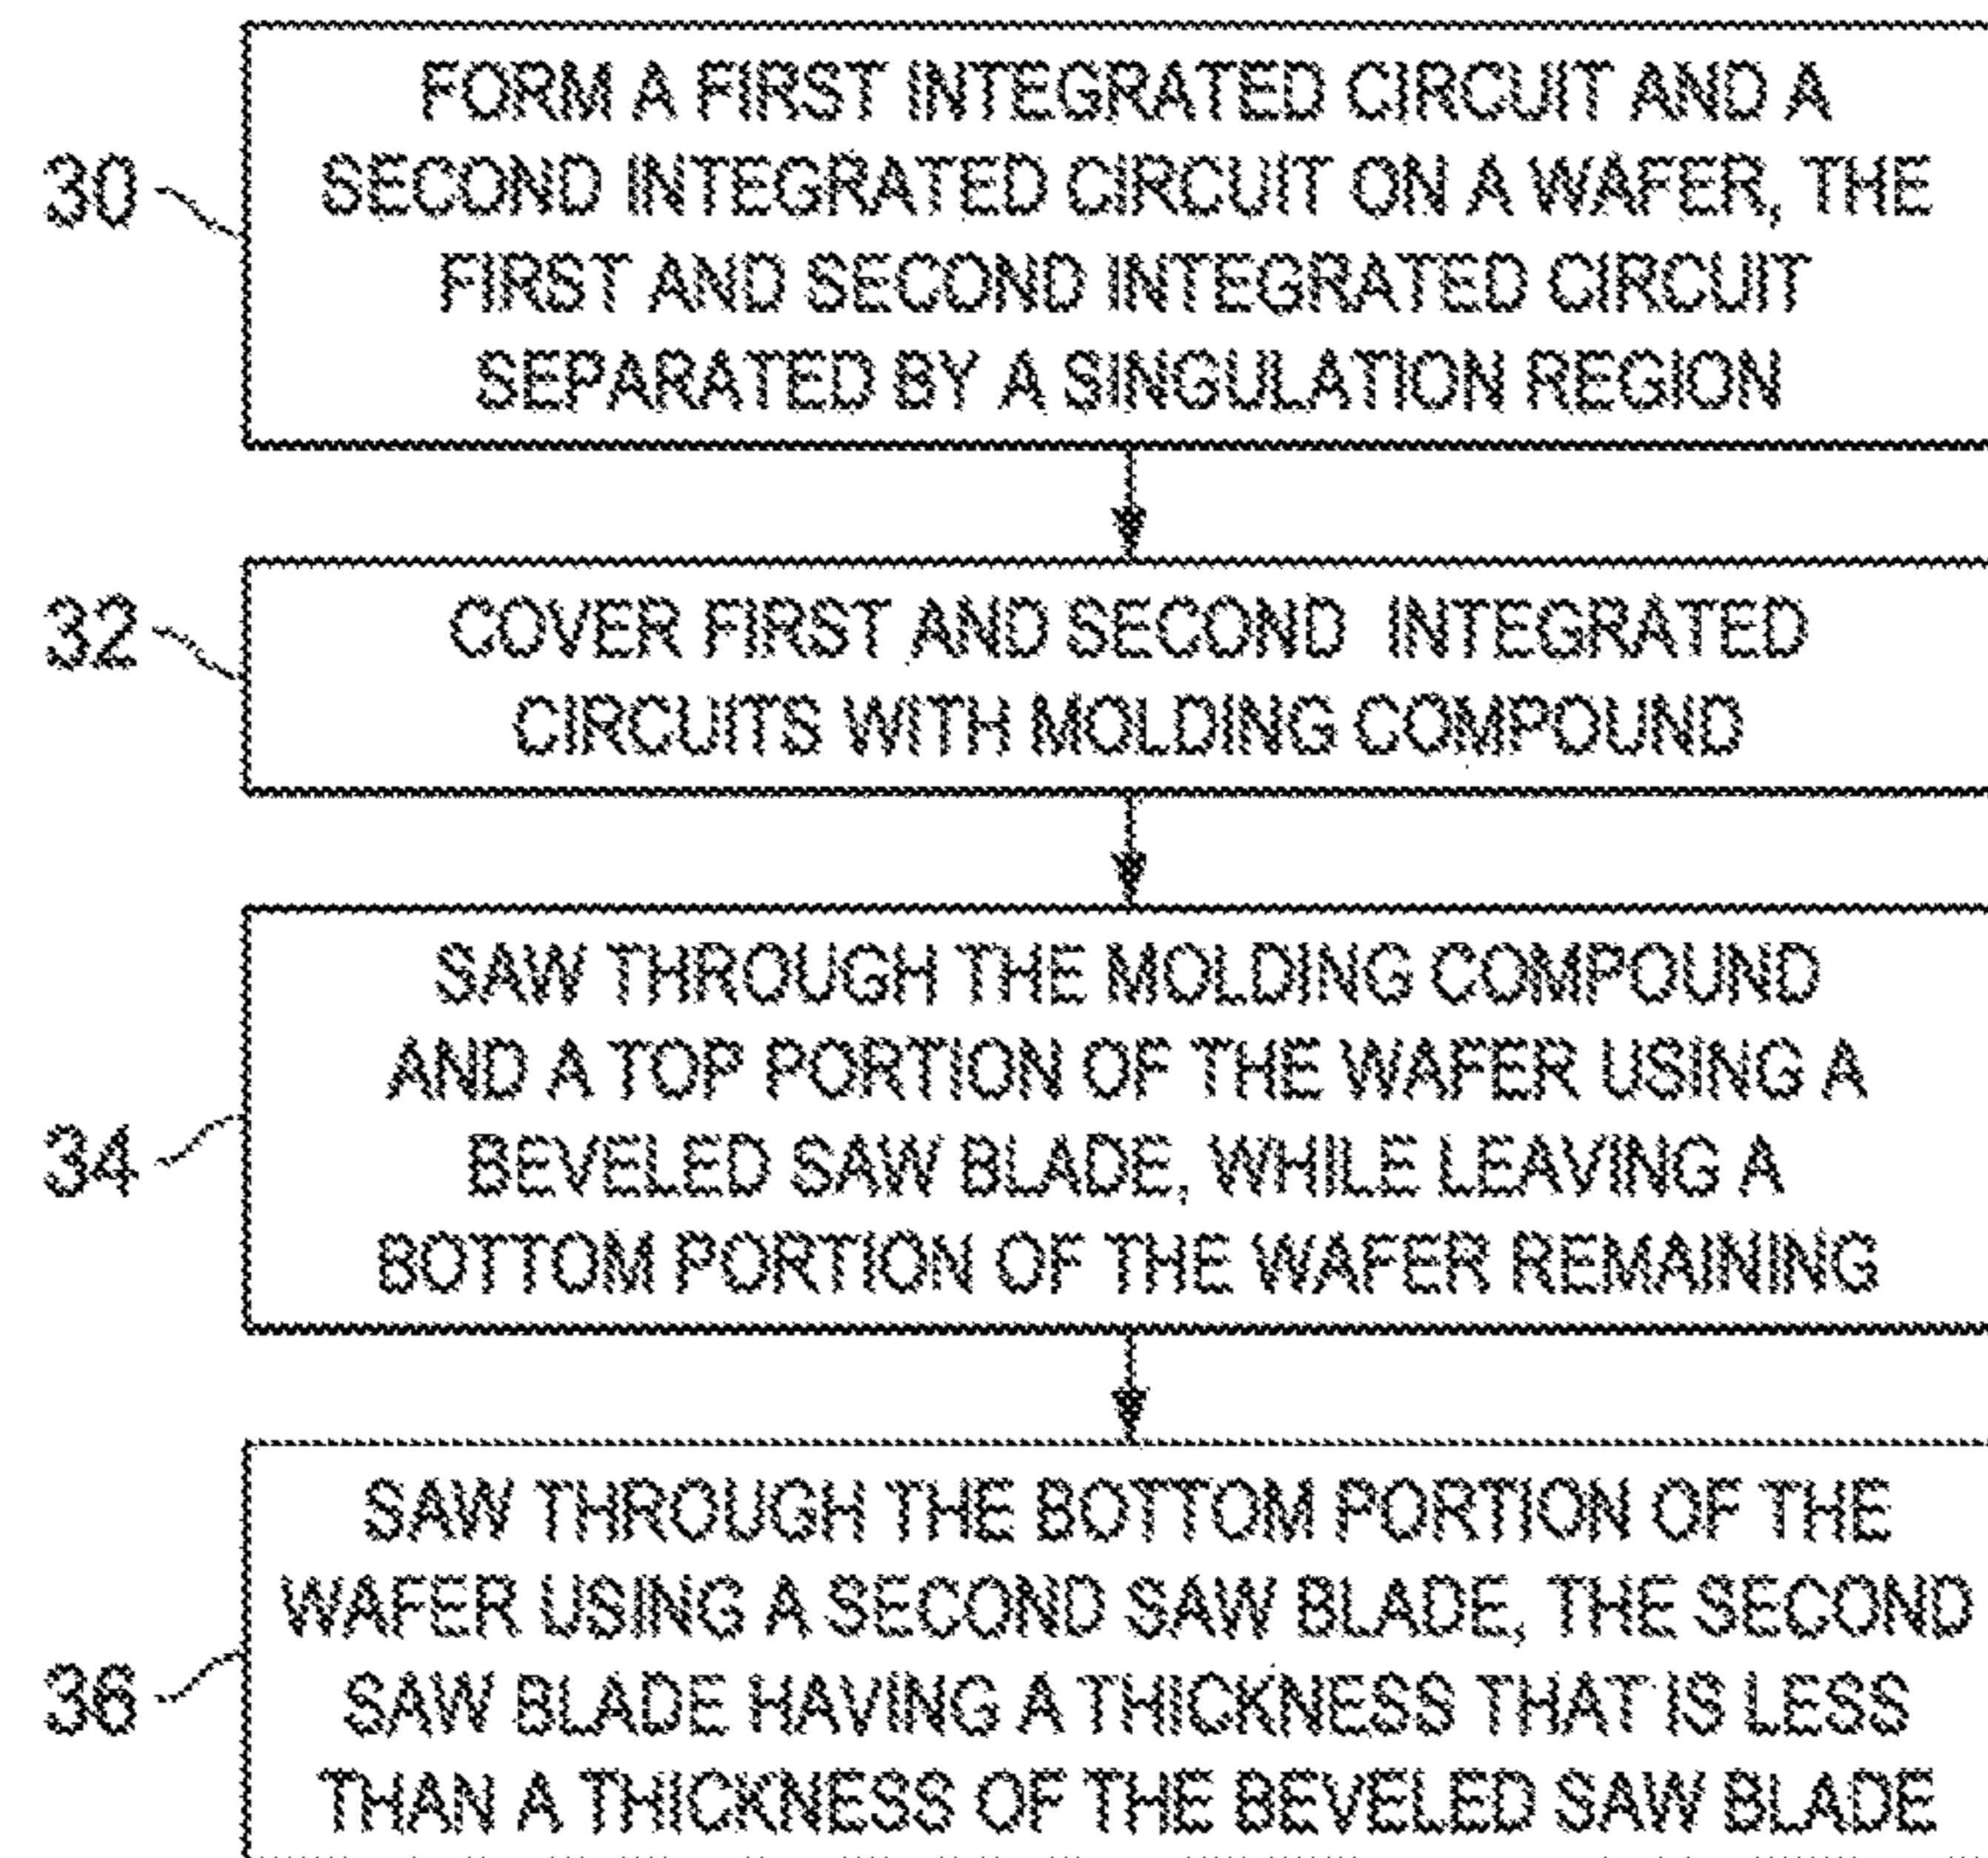 30
FORM A FIRST INTEGRATED CIRCUIT AND A
SECOND INTEGRATED CIRCUIT ON A WAFER, THE
FIRST AND SECOND INTEGRATED CIRCUIT
SEPARATED BY A SINGULATION REGION
32
COVER FIRST AND SECOND INTEGRATED
CIRCUITS WITH MOLDING COMPOUND
34
SAW THROUGH THE MOLDING COMPOUND
AND A TOP PORTION OF THE WAFER USING A
BEVELED SAW BLADE, WHILE LEAVING A
BOTTOM PORTION OF THE WAFER REMAINING
36
SAW THROUGH THE BOTTOM PORTION OF THE
WAFER USING A SECOND SAW BLADE, THE SECOND
SAW BLADE HAVING A THICKNESS THAT IS LESS
THAN A THICKNESS OF THE BEVELED SAW BLADE